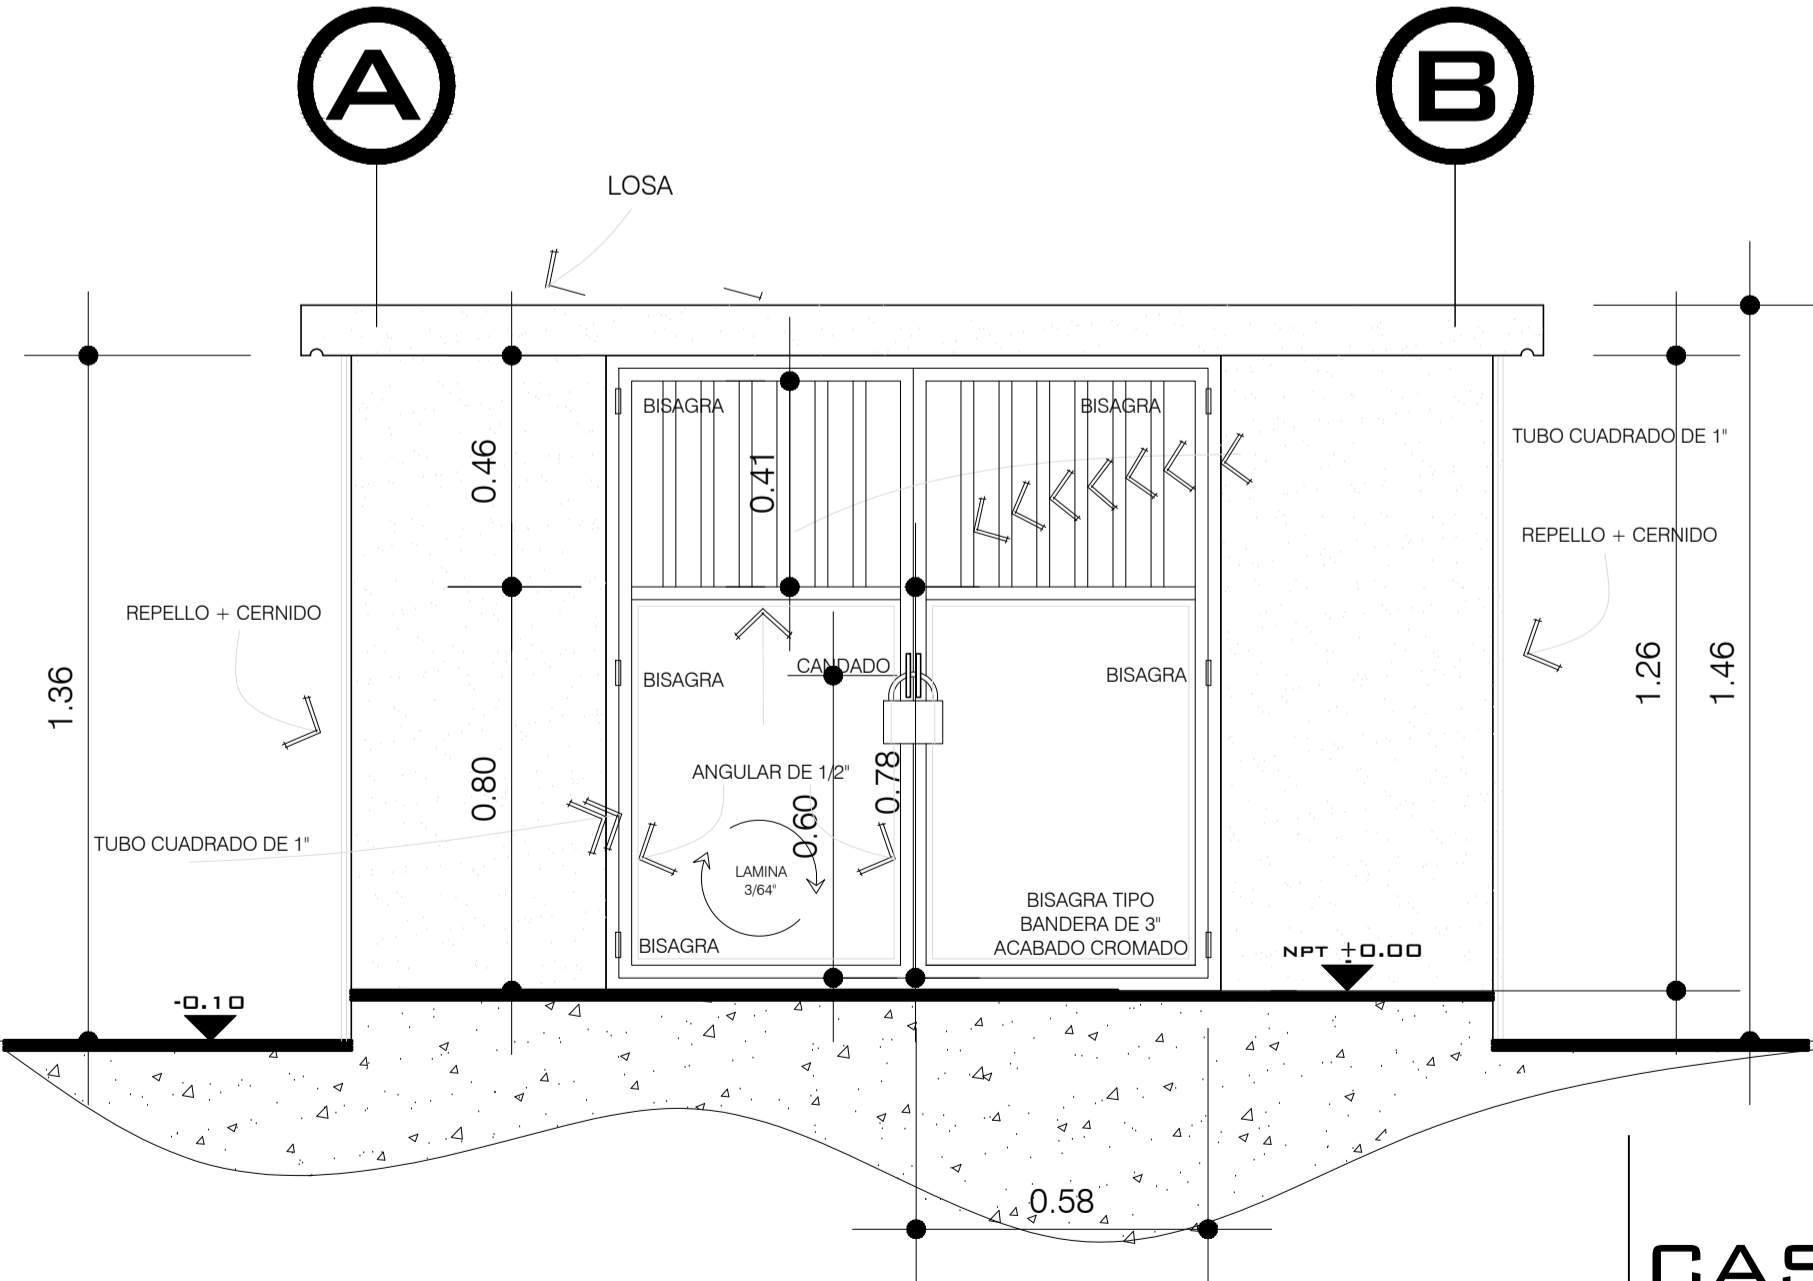 A
B
LOSA
BISAGRA
BISAGRA
TUBO CUADRADO DE 1"
0.46
0.41
REPELLO + CERNIDO
REPELLO + CERNIDO
CANDADO
BISAGRA
BISAGRA
1.36
1.26
1.46
ANGULAR DE 1/2"
0.80
0.60
0.78
TUBO CUADRADO DE 1"
LAMINA
3/64"
BISAGRA
BISAGRA TIPO
BANDERA DE 3"
ACABADO CROMADO
NPT ±0.00
-0.10
0.58
CAS